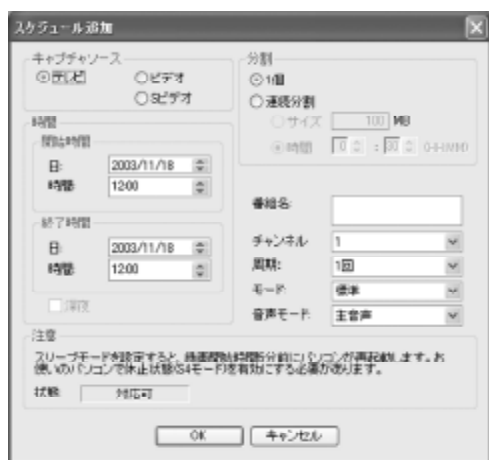 スケジュール追加
キャプチャソース
テレビ
ビデオ
Sビデオ
時間
開始時間
日:
2003/11/18
時間:
12:00
終了時間
日:
2003/11/18
時間:
12:00
深夜
分割
1個
連続分割
サイズ
100 MB
時間
0 : 30 (H:HMM)
番組名:
チャンネル
1
周期:
1回
モード:
標準
音声モード:
主音声
注意
スリープモードを設定すると、録画開始時間5分前にパソコンが再起動します。お
使いのパソコンで休止状態(S4モード)を有効にする必要があります。
状態:
対応可
OK
キャンセル